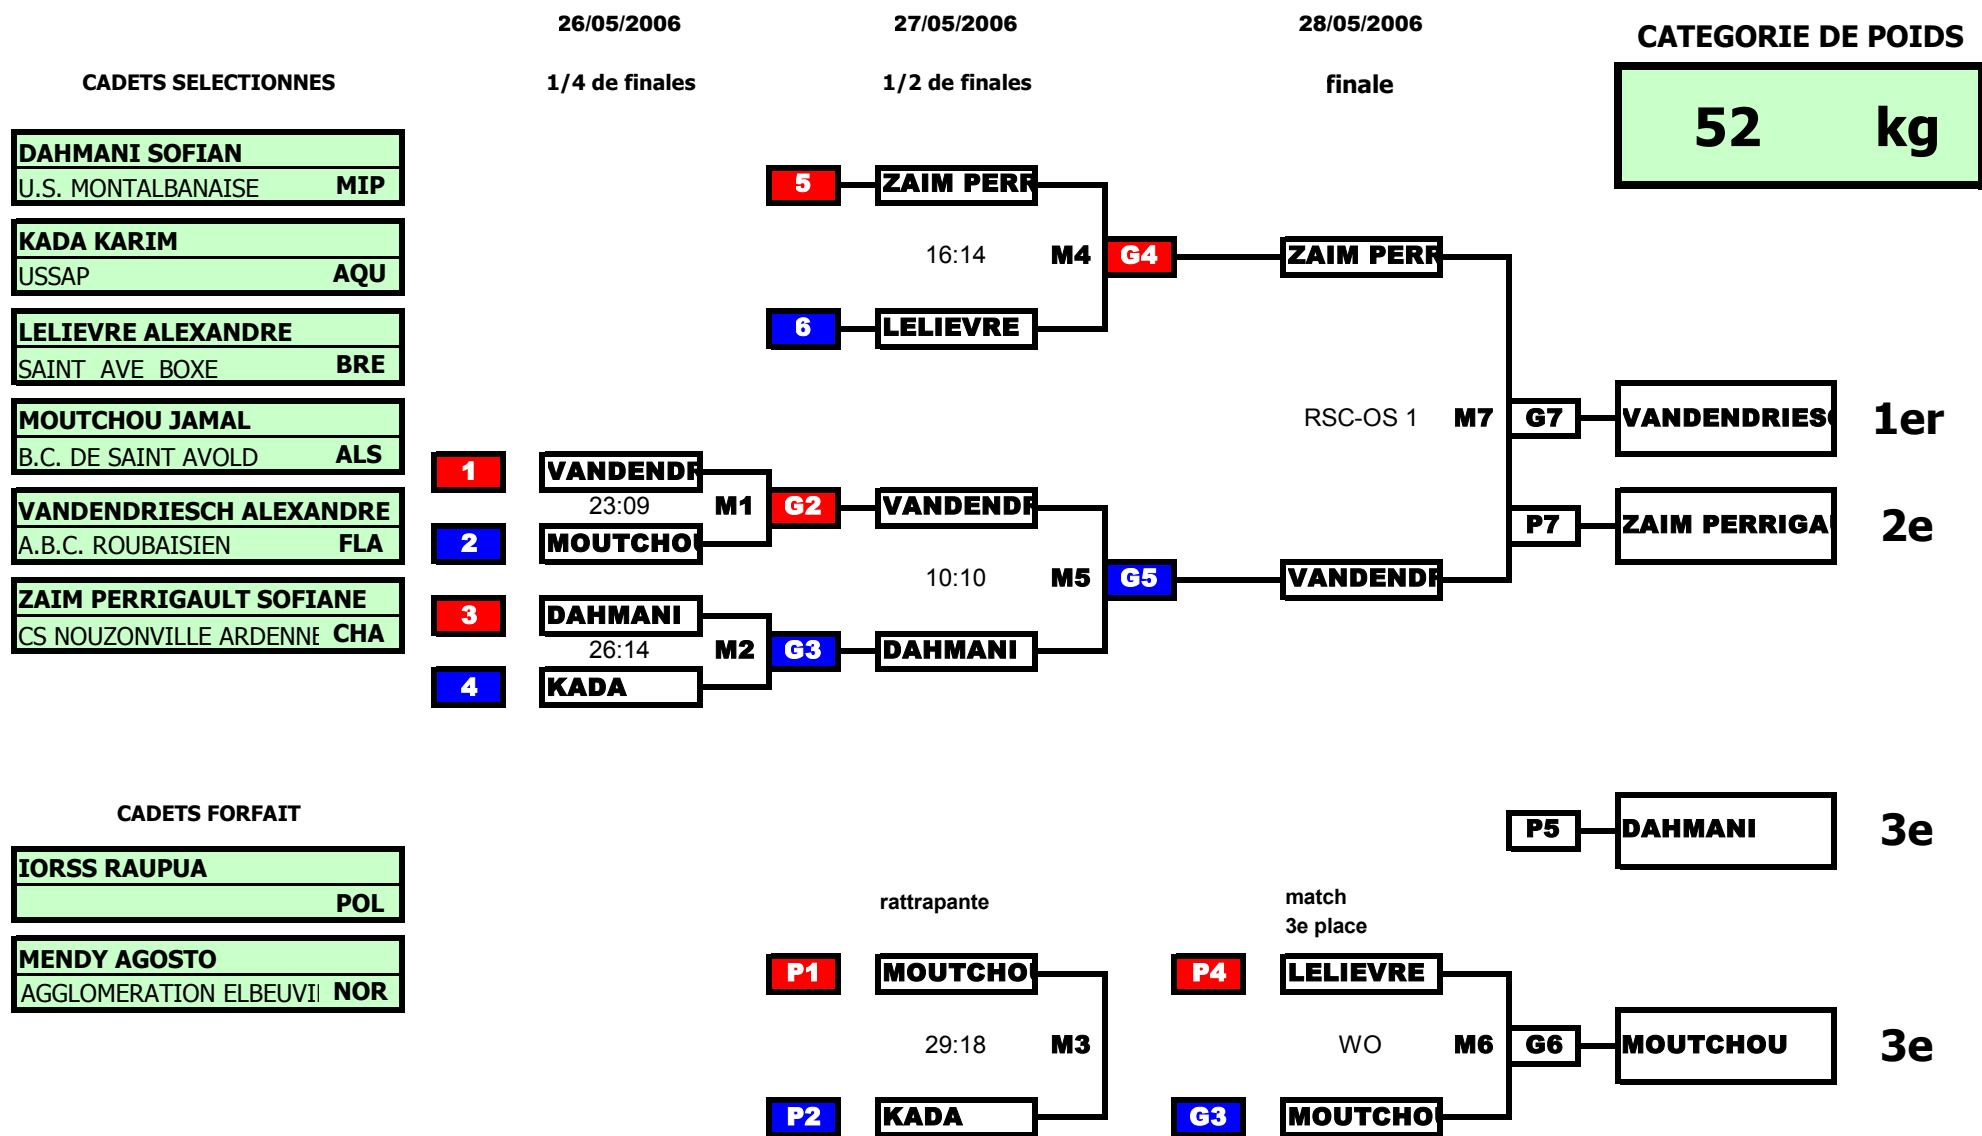 26/05/2006 27/05/2006 28/05/2006
CATEGORIE DE POIDS
CADETS SELECTIONNES 1/4 de finales 1/2 de finales finale
52 kg
DAHMANI SOFIAN
U.S. MONTALBANAISE MIP
KADA KARIM
USSAP AQU
LELIEVRE ALEXANDRE
SAINT AVE BOXE BRE
MOUTCHOU JAMAL
B.C. DE SAINT AVOLD ALS
VANDENDRIESCH ALEXANDRE
A.B.C. ROUBAISIEN FLA
ZAIM PERRIGAULT SOFIANE
CS NOUZONVILLE ARDENNE CHA
1 VANDENDR
23:09 M1
2 MOUTCHOU
3 DAHMANI
26:14 M2
4 KADA
5 ZAIM PERR
16:14 M4
6 LELIEVRE
G2 VANDENDR
10:10 M5
G3 DAHMANI
G4 ZAIM PERR
RSC-OS 1 M7
G5 VANDENDR
G7 VANDENDRIESC 1er
P7 ZAIM PERRIGAU 2e
P5 DAHMANI 3e
CADETS FORFAIT
IORSS RAUPUA
POL
MENDY AGOSTO
AGGLOMERATION ELBEUVI NOR
rattrapante
P1 MOUTCHOU
29:18 M3
P2 KADA
match
3e place
P4 LELIEVRE
WO M6
G3 MOUTCHOU
G6 MOUTCHOU 3e